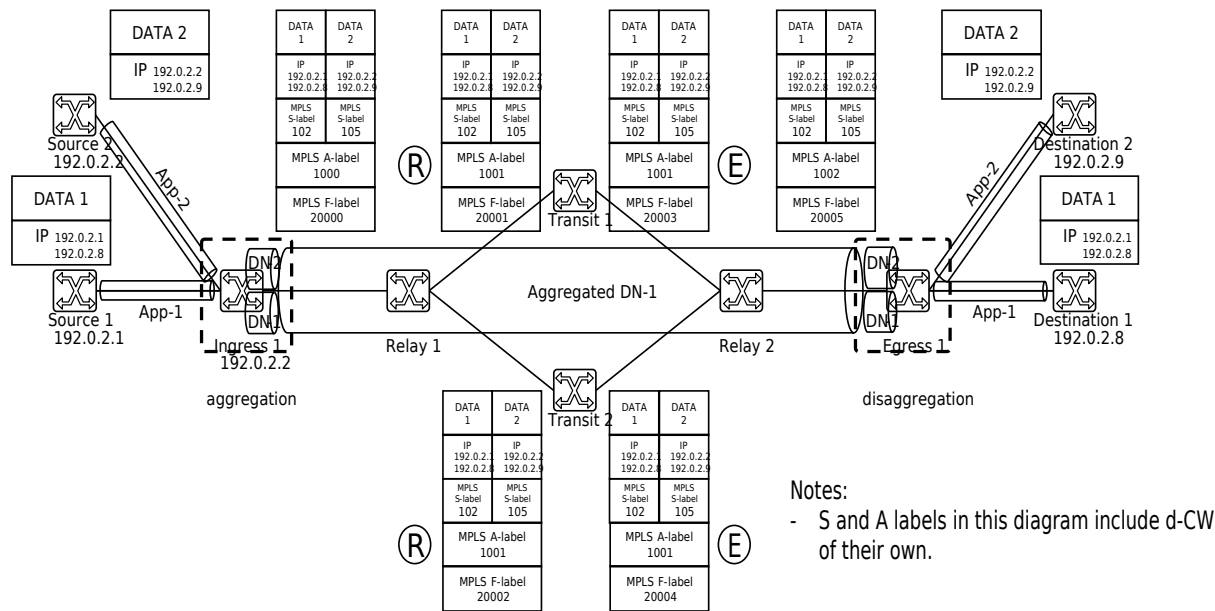 DATA 2
IP 192.0.2.2
192.0.2.9
Source 2
192.0.2.2
App-2
DATA 1
IP 192.0.2.1
192.0.2.8
Source 1
192.0.2.1
App-1
DATA 1 DATA 2
IP 192.0.2.1 192.0.2.8 IP 192.0.2.2 192.0.2.9
MPLS S-label 102 MPLS S-label 105
MPLS A-label
1000
MPLS F-label
20000
R
DATA 1 DATA 2
IP 192.0.2.1 192.0.2.8 IP 192.0.2.2 192.0.2.9
MPLS S-label 102 MPLS S-label 105
MPLS A-label
1001
MPLS F-label
20001
Transit 1
DATA 1 DATA 2
IP 192.0.2.1 192.0.2.8 IP 192.0.2.2 192.0.2.9
MPLS S-label 102 MPLS S-label 105
MPLS A-label
1001
MPLS F-label
20003
E
DATA 1 DATA 2
IP 192.0.2.1 192.0.2.8 IP 192.0.2.2 192.0.2.9
MPLS S-label 102 MPLS S-label 105
MPLS A-label
1002
MPLS F-label
20005
DATA 2
IP 192.0.2.2
192.0.2.9
Destination 2
192.0.2.9
App-2
DATA 1
IP 192.0.2.1
192.0.2.8
Destination 1
192.0.2.8
App-1
DN-2
DN-1
Ingress 1
192.0.2.2
aggregation
Relay 1
Aggregated DN-1
Relay 2
DN-2
DN-1
Egress 1
disaggregation
Transit 2
R
DATA 1 DATA 2
IP 192.0.2.1 192.0.2.8 IP 192.0.2.2 192.0.2.9
MPLS S-label 102 MPLS S-label 105
MPLS A-label
1001
MPLS F-label
20002
DATA 1 DATA 2
IP 192.0.2.1 192.0.2.8 IP 192.0.2.2 192.0.2.9
MPLS S-label 102 MPLS S-label 105
MPLS A-label
1001
MPLS F-label
20004
E
Notes:
- S and A labels in this diagram include d-CW
of their own.